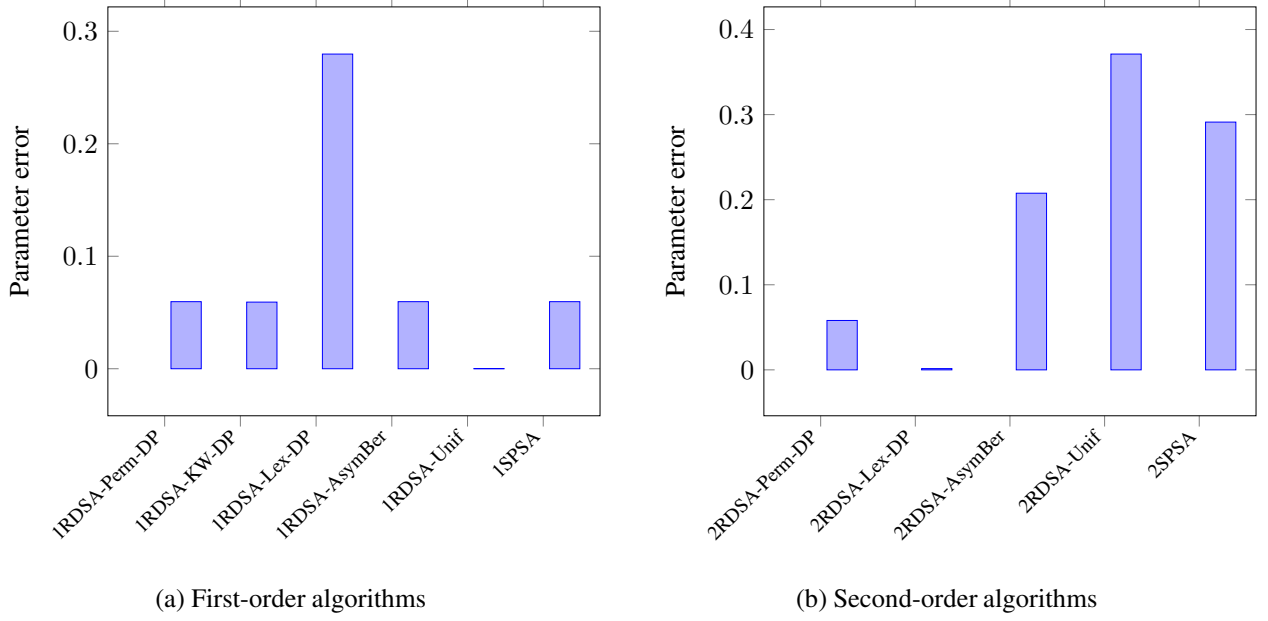 Parameter error
0.3
0.2
0.1
0
1RDSA-Perm-DP
1RDSA-KW-DP
1RDSA-Lex-DP
1RDSA-AsymBer
1RDSA-Unif
1SPSA
(a) First-order algorithms
Parameter error
0.4
0.3
0.2
0.1
0
2RDSA-Perm-DP
2RDSA-Lex-DP
2RDSA-AsymBer
2RDSA-Unif
2SPSA
(b) Second-order algorithms